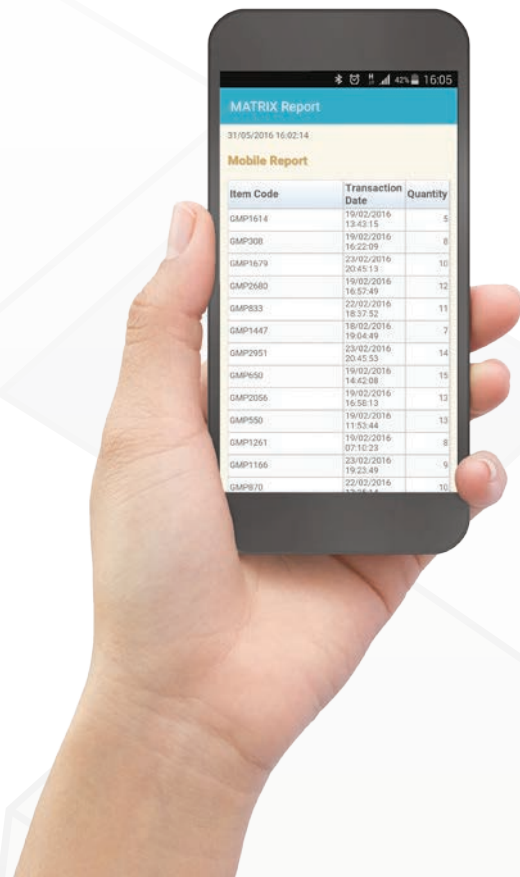 42% 16:05
MATRIX Report
31/05/2016 16:02:14
Mobile Report
Item Code Transaction Date Quantity
GMP1614 19/02/2016 13:43:15 5
GMP308 19/02/2016 16:22:09 8
GMP1679 23/02/2016 20:45:13 10
GMP2680 19/02/2016 16:57:49 12
GMP833 22/02/2016 18:37:52 11
GMP1447 18/02/2016 19:04:49 7
GMP2951 23/02/2016 20:45:53 14
GMP650 19/02/2016 14:42:08 15
GMP2056 19/02/2016 16:58:13 13
GMP550 19/02/2016 11:53:44 13
GMP1261 19/02/2016 07:10:23 8
GMP1166 23/02/2016 19:23:49 9
GMP870 22/02/2016 10